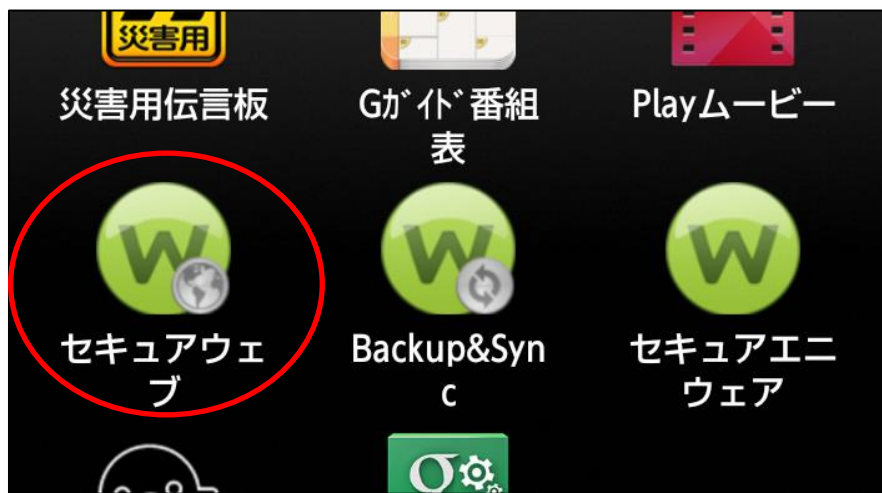 災害用
災害用伝言板 Gガイド番組 Playムービー
表
W W W
セキュアウェ Backup&Syn セキュアエニ
ブ c ウェア
σ